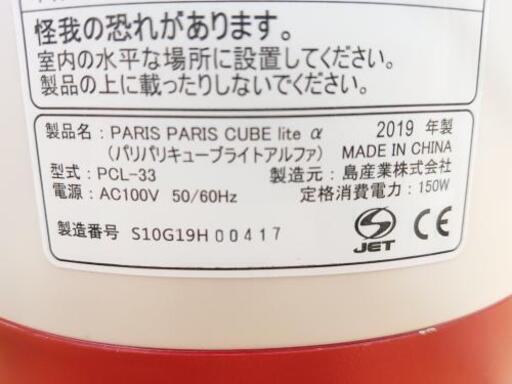 怪我の恐れがあります。
室内の水平な場所に設置してください。
製品の上に載ったりしないでください。
製品名：PARIS PARIS CUBE lite α 2019 年製
（パリパリキューブライトアルファ） MADE IN CHINA
型式：PCL-33 製造元：島産業株式会社
電源：AC100V 50/60Hz 定格消費電力：150W
製造番号 S10G19H00417
S JET CE